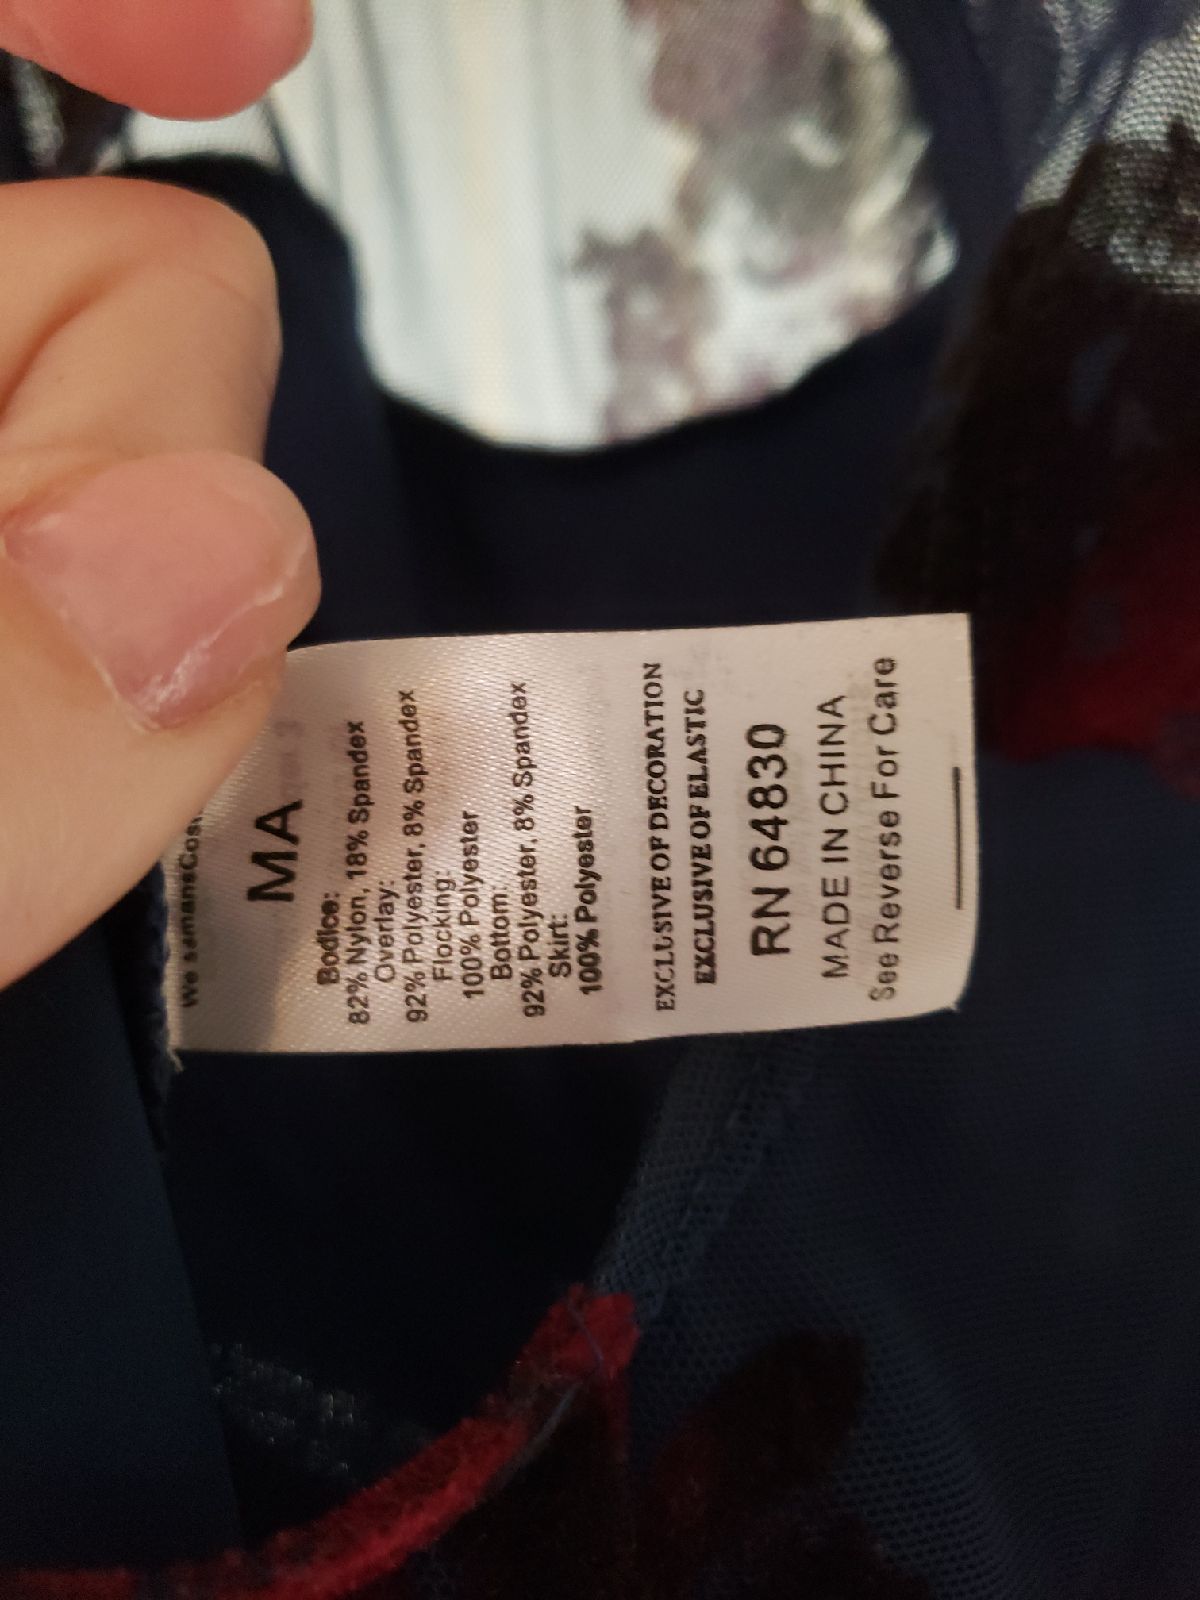 MA
Bodice:
82% Nylon, 18% Spandex
Overlay:
92% Polyester, 8% Spandex
Flocking:
100% Polyester
Bottom:
92% Polyester, 8% Spandex
Skirt:
100% Polyester
EXCLUSIVE OF DECORATION
EXCLUSIVE OF ELASTIC
RN 64830
MADE IN CHINA
See Reverse For Care